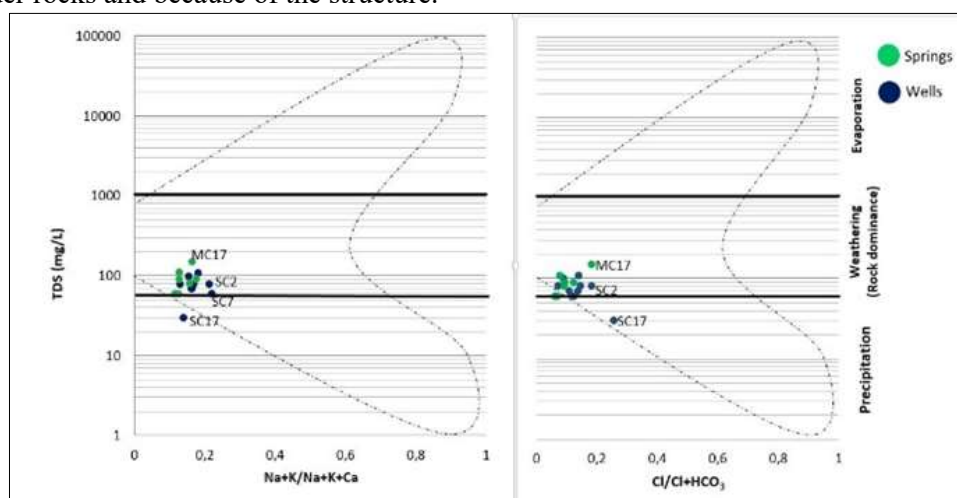 der rocks and because of the structure.
100000
10000
1000
100
10
1
TDS (mg/L)
MC17
SC2
SC7
SC17
0
0,2
0,4
0,6
0,8
1
Na+K/Na+K+Ca
MC17
SC2
SC17
0
0,2
0,4
0,6
0,8
1
Cl/Cl+HCO₃
Evaporation
Weathering
(Rock dominance)
Precipitation
Springs
Wells